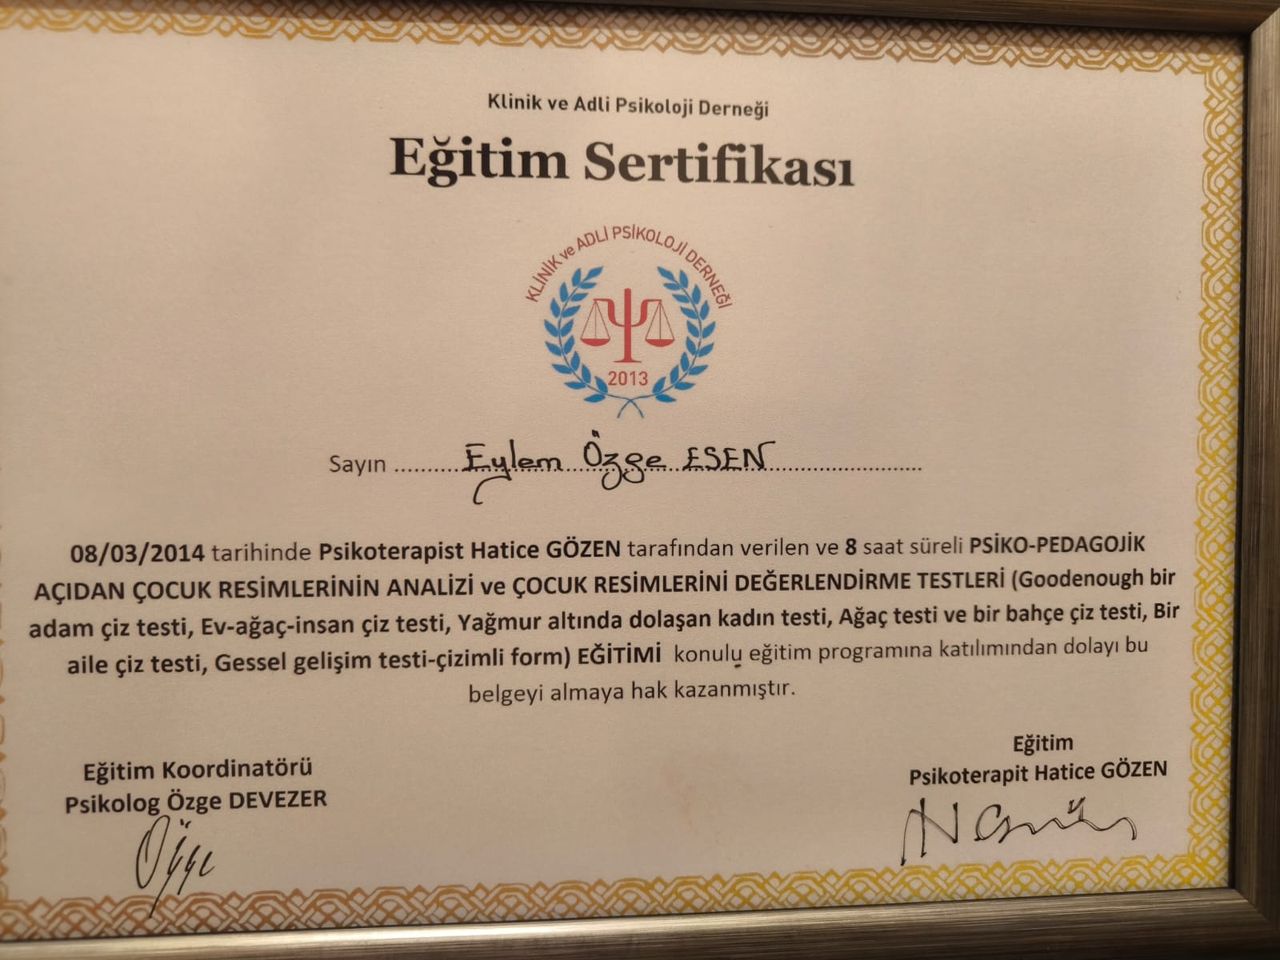 Klinik ve Adli Psikoloji Derneği
Eğitim Sertifikası
KLİNİK ve ADLİ PSİKOLOJİ DERNEĞİ
2013
Sayın .......... Eylem Özge ESEN ..........
08/03/2014 tarihinde Psikoterapist Hatice GÖZEN tarafından verilen ve 8 saat süreli PSİKO-PEDAGOJİK
AÇIDAN ÇOCUK RESİMLERİNİN ANALİZİ ve ÇOCUK RESİMLERİNİ DEĞERLENDİRME TESTLERİ (Goodenough bir
adam çiz testi, Ev-ağaç-insan çiz testi, Yağmur altında dolaşan kadın testi, Ağaç testi ve bir bahçe çiz testi, Bir
aile çiz testi, Gessel gelişim testi-çizimli form) EĞİTİMİ konulu eğitim programına katılımından dolayı bu
belgeyi almaya hak kazanmıştır.
Eğitim Koordinatörü
Psikolog Özge DEVEZER
Eğitim
Psikoterapit Hatice GÖZEN